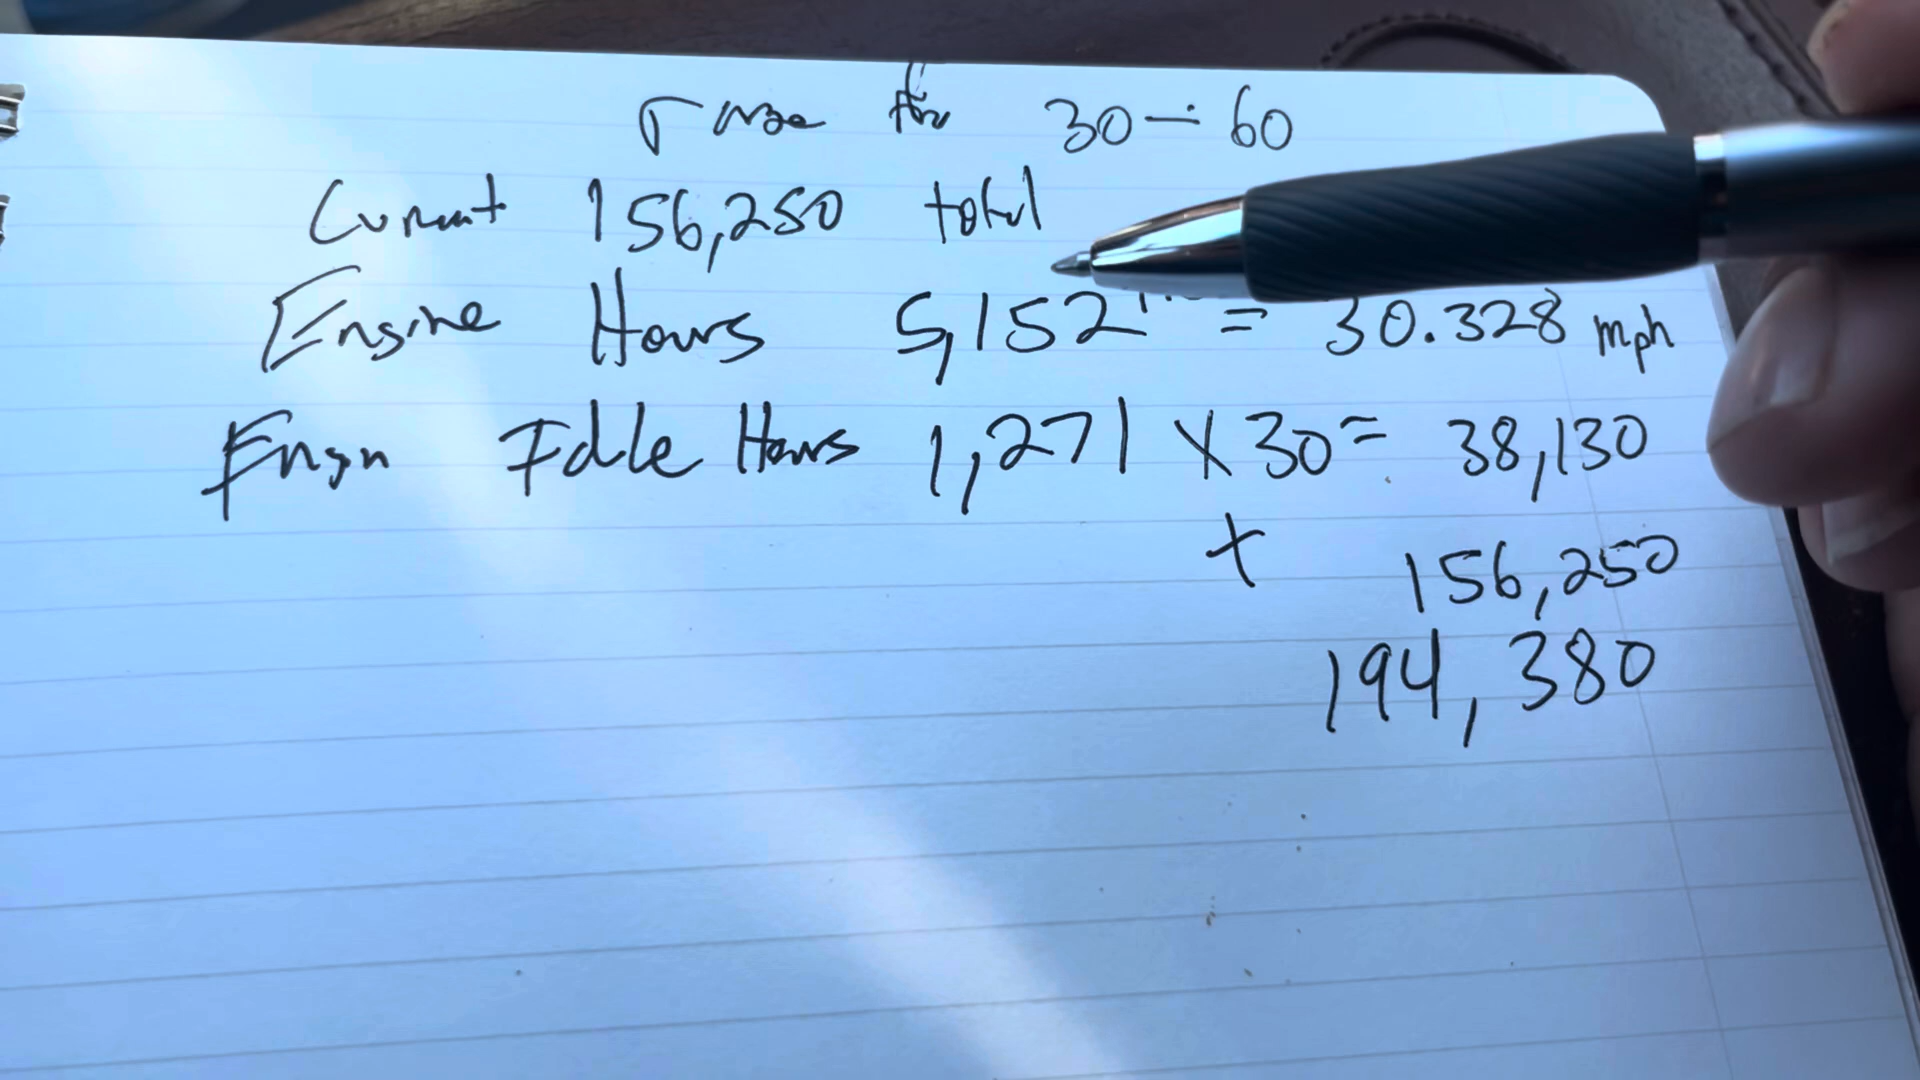 for 30 — 60
Current 156,250 total
Engine Hours 5,152 = 30.328 mph
Engn Idle Hours 1,271 X 30 = 38,130
+ 156,250
194,380